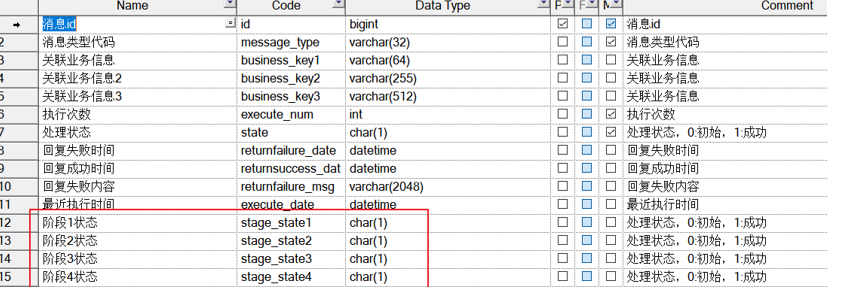 Name Code Data Type P F M Comment
消息id id bigint 消息id
2 消息类型代码 message_type varchar(32) 消息类型代码
3 关联业务信息 business_key1 varchar(64) 关联业务信息
4 关联业务信息2 business_key2 varchar(255) 关联业务信息
5 关联业务信息3 business_key3 varchar(512) 关联业务信息
6 执行次数 execute_num int 执行次数
7 处理状态 state char(1) 处理状态，0:初始，1:成功
8 回复失败时间 returnfailure_date datetime 回复失败时间
9 回复成功时间 returnsuccess_dat datetime 回复成功时间
10 回复失败内容 returnfailure_msg varchar(2048) 回复失败内容
11 最近执行时间 execute_date datetime 最近执行时间
12 阶段1状态 stage_state1 char(1) 处理状态，0:初始，1:成功
13 阶段2状态 stage_state2 char(1) 处理状态，0:初始，1:成功
14 阶段3状态 stage_state3 char(1) 处理状态，0:初始，1:成功
15 阶段4状态 stage_state4 char(1) 处理状态，0:初始，1:成功